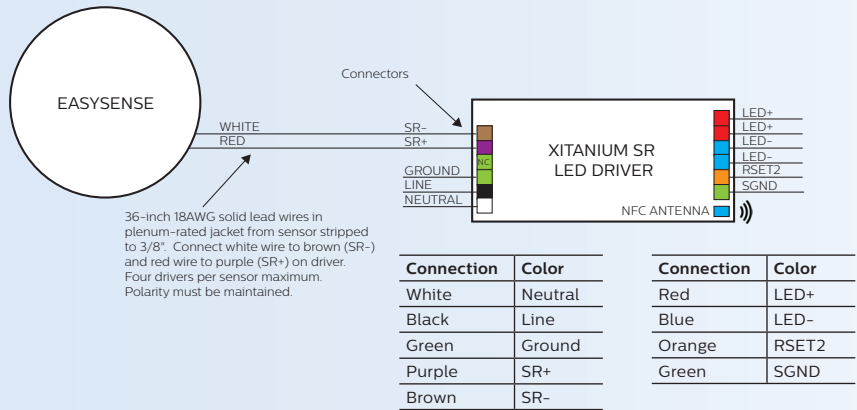 EASYSENSE
Connectors
WHITE
SR-
RED
SR+
NC
GROUND
LINE
NEUTRAL
XITANIUM SR
LED DRIVER
LED+
LED+
LED-
LED-
RSET2
SGND
NFC ANTENNA
36-inch 18AWG solid lead wires in
plenum-rated jacket from sensor stripped
to 3/8". Connect white wire to brown (SR-)
and red wire to purple (SR+) on driver.
Four drivers per sensor maximum.
Polarity must be maintained.
Connection Color
White Neutral
Black Line
Green Ground
Purple SR+
Brown SR-
Connection Color
Red LED+
Blue LED-
Orange RSET2
Green SGND